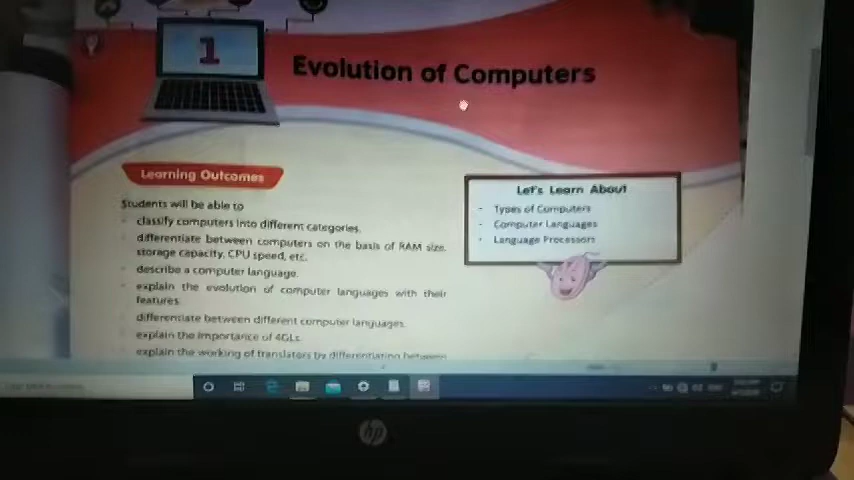 1
Evolution of Computers
Learning Outcomes
Students will be able to
classify computers into different categories.
differentiate between computers on the basis of RAM size,
storage capacity, CPU speed, etc.
describe a computer language.
explain the evolution of computer languages with their
features.
differentiate between different computer languages.
explain the importance of 4GLs.
explain the working of translators by differentiating between
Let's Learn About
- Types of Computers
- Computer Languages
- Language Processors
hp